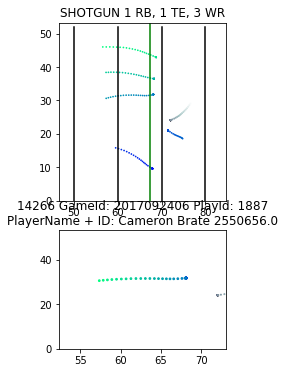 SHOTGUN 1 RB, 1 TE, 3 WR
50
40
30
20
10
0
50 60 70 80
14266 GameId: 2017092406 PlayId: 1887
PlayerName + ID: Cameron Brate 2550656.0
40
20
0
55 60 65 70